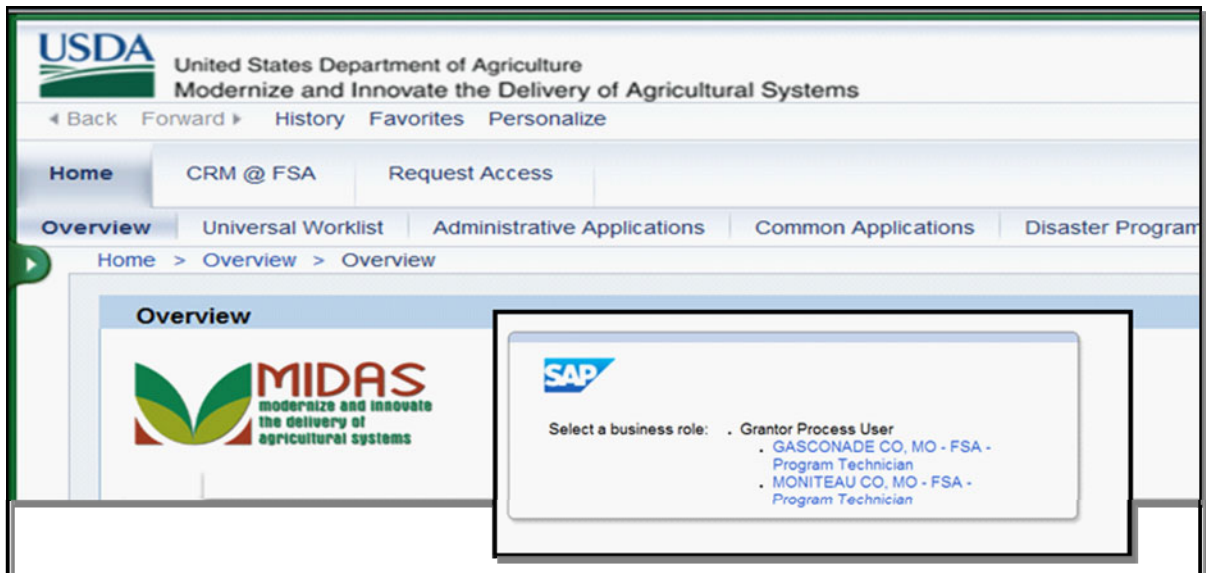 USDA
United States Department of Agriculture
Modernize and Innovate the Delivery of Agricultural Systems
Back Forward History Favorites Personalize
Home CRM @ FSA Request Access
Overview Universal Worklist Administrative Applications Common Applications Disaster Program
Home > Overview > Overview
Overview
MIDAS
modernize and innovate
the delivery of
agricultural systems
SAP
Select a business role: . Grantor Process User
. GASCONADE CO, MO - FSA -
Program Technician
. MONITEAU CO, MO - FSA -
Program Technician